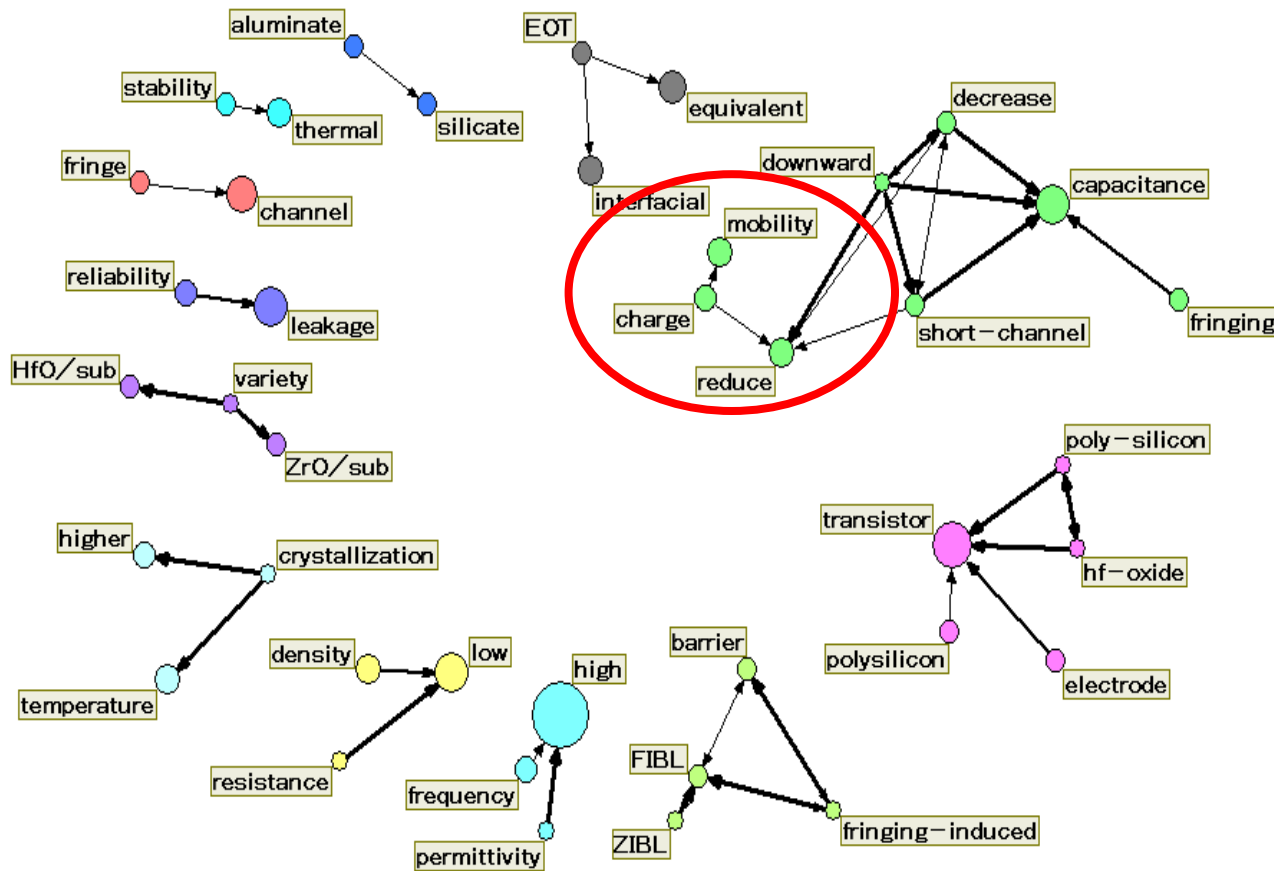 aluminate
EOT
stability
thermal
silicate
equivalent
decrease
fringe
channel
interfacial
downward
capacitance
mobility
reliability
leakage
charge
short-channel
fringing
HfO/sub
variety
reduce
ZrO/sub
poly-silicon
higher
crystallization
transistor
hf-oxide
density
low
high
barrier
polysilicon
electrode
temperature
resistance
frequency
FIBL
permittivity
ZIBL
fringing-induced